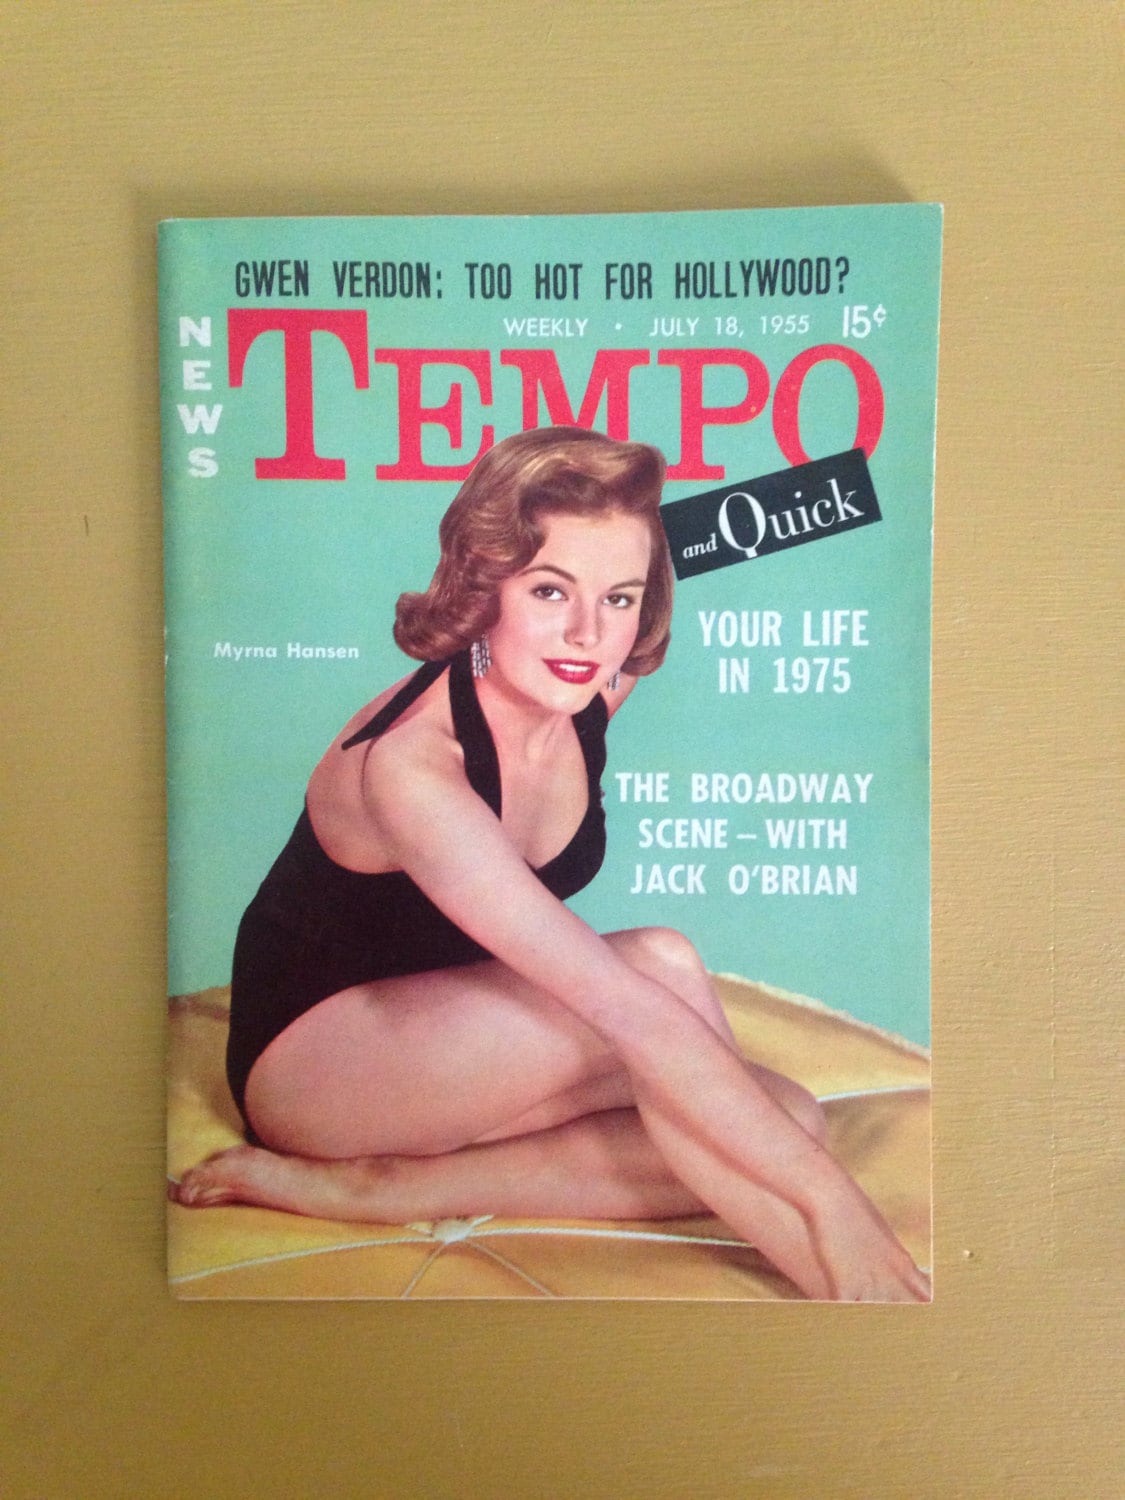 GWEN VERDON: TOO HOT FOR HOLLYWOOD?
WEEKLY • JULY 18, 1955 15¢
NEWS
TEMPO
and Quick
YOUR LIFE
IN 1975
Myrna Hansen
THE BROADWAY
SCENE – WITH
JACK O'BRIAN